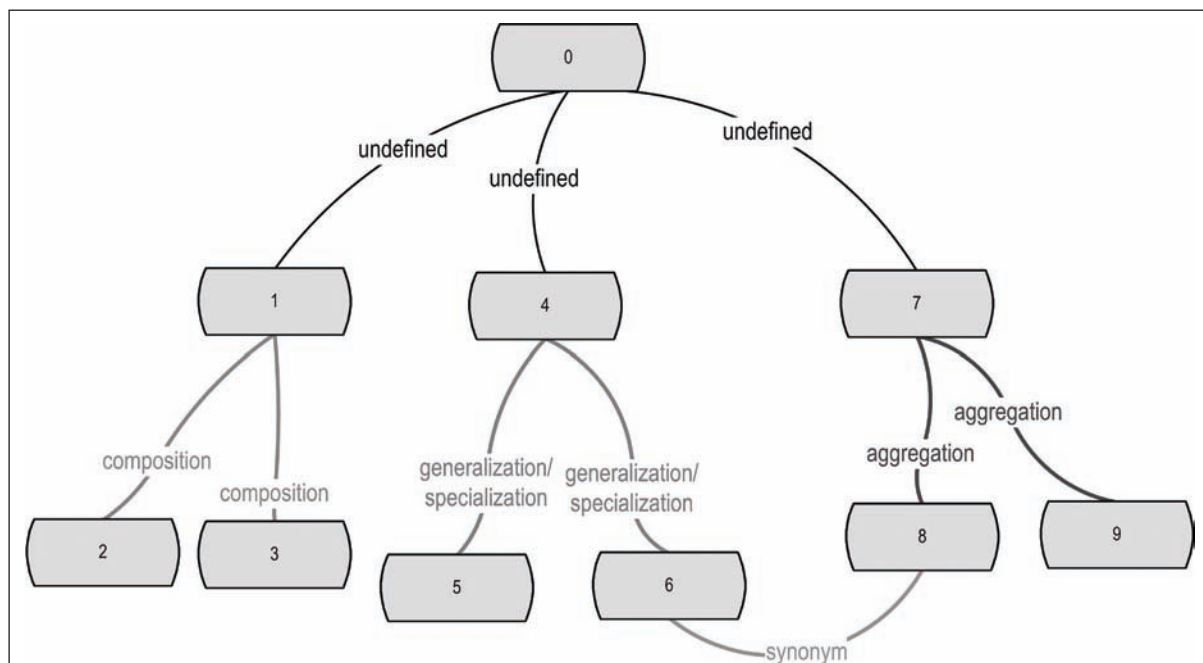 0
undefined
undefined
undefined
1
4
7
aggregation
aggregation
composition
composition
generalization/
specialization
generalization/
specialization
2
3
5
6
8
9
synonym